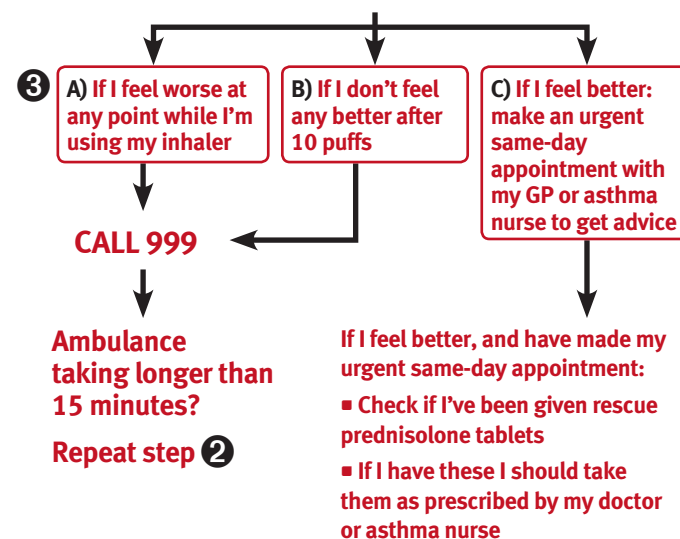 ❸
A) If I feel worse at
any point while I'm
using my inhaler
B) If I don't feel
any better after
10 puffs
C) If I feel better:
make an urgent
same-day
appointment with
my GP or asthma
nurse to get advice
CALL 999
Ambulance
taking longer than
15 minutes?
Repeat step ❷
If I feel better, and have made my
urgent same-day appointment:
▪ Check if I've been given rescue
prednisolone tablets
▪ If I have these I should take
them as prescribed by my doctor
or asthma nurse